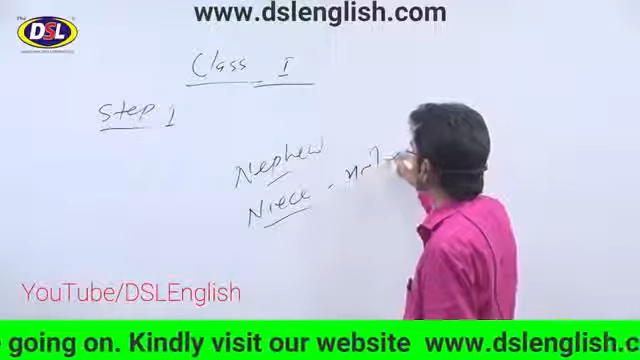 www.dslenglish.com
The
DSL
Class I
Step 1
Nephew
Niece -
YouTube/DSLEnglish
e going on. Kindly visit our website www.dslenglish.c